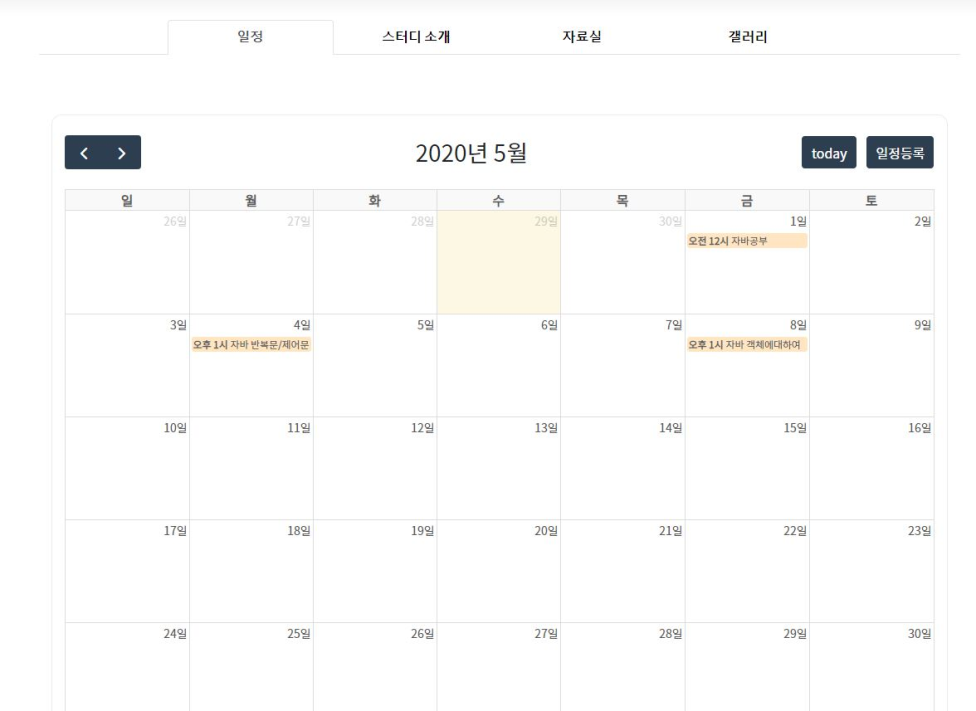 일정 스터디 소개 자료실 갤러리
2020년 5월 today 일정등록
일 월 화 수 목 금 토
26일 27일 28일 29일 30일 1일 2일
오전 12시 자바공부
3일 4일 5일 6일 7일 8일 9일
오후 1시 자바 반복문/제어문 오후 1시 자바 객체에대하여
10일 11일 12일 13일 14일 15일 16일
17일 18일 19일 20일 21일 22일 23일
24일 25일 26일 27일 28일 29일 30일